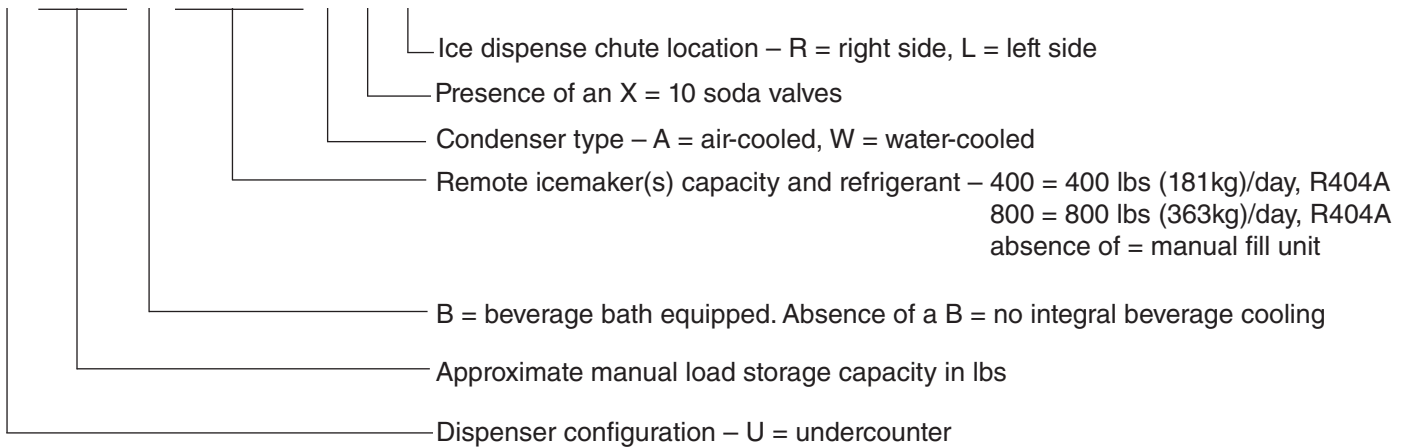 Ice dispense chute location – R = right side, L = left side
Presence of an X = 10 soda valves
Condenser type – A = air-cooled, W = water-cooled
Remote icemaker(s) capacity and refrigerant – 400 = 400 lbs (181kg)/day, R404A
800 = 800 lbs (363kg)/day, R404A
absence of = manual fill unit
B = beverage bath equipped. Absence of a B = no integral beverage cooling
Approximate manual load storage capacity in lbs
Dispenser configuration – U = undercounter